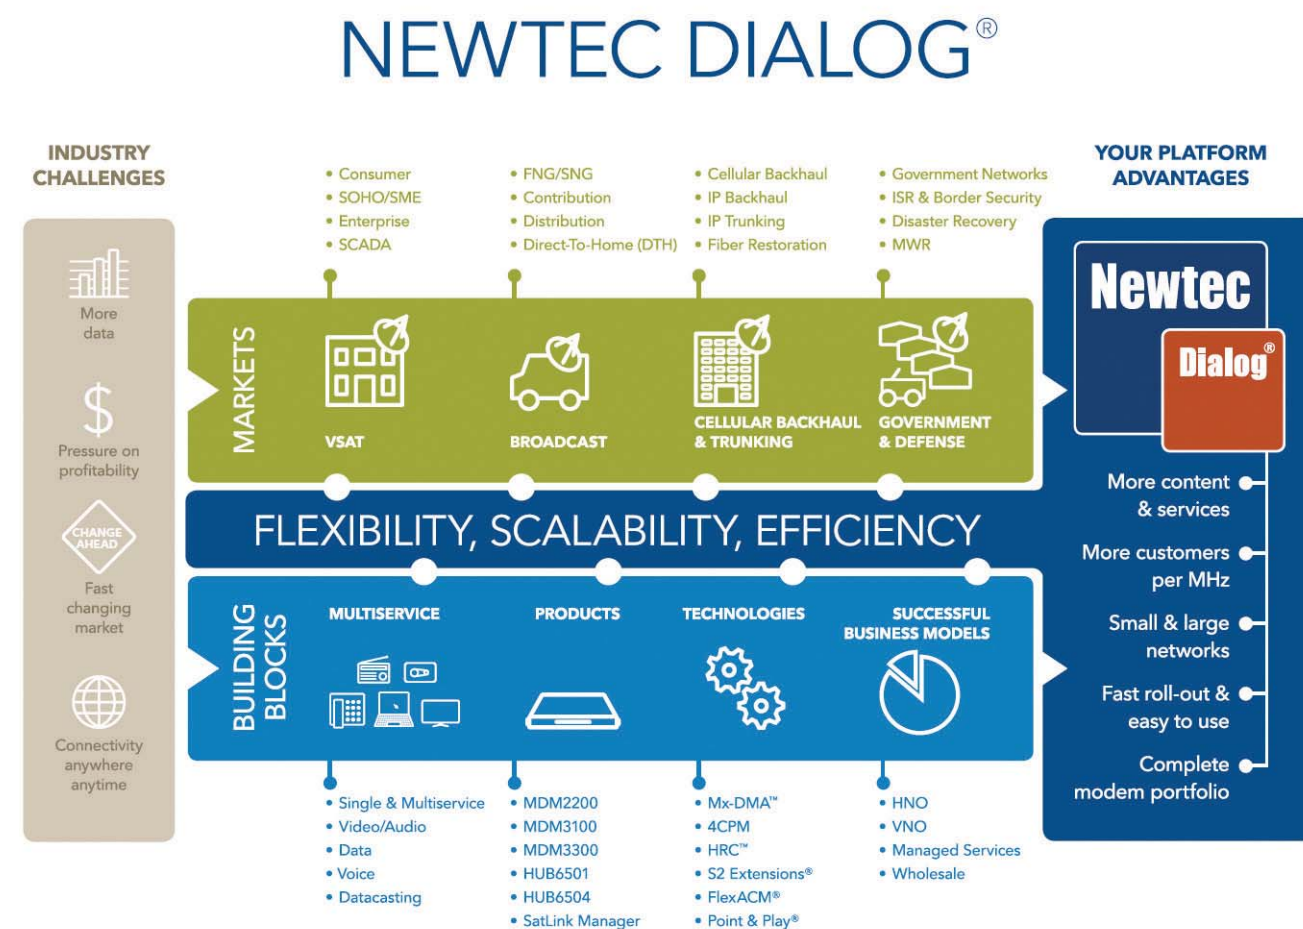 NEWTEC DIALOG®
INDUSTRY
CHALLENGES
More
data
Pressure on
profitability
CHANGE
AHEAD
Fast
changing
market
Connectivity
anywhere
anytime
• Consumer
• SOHO/SME
• Enterprise
• SCADA
• FNG/SNG
• Contribution
• Distribution
• Direct-To-Home (DTH)
• Cellular Backhaul
• IP Backhaul
• IP Trunking
• Fiber Restoration
• Government Networks
• ISR & Border Security
• Disaster Recovery
• MWR
MARKETS
VSAT
BROADCAST
CELLULAR BACKHAUL
& TRUNKING
GOVERNMENT
& DEFENSE
FLEXIBILITY, SCALABILITY, EFFICIENCY
BUILDING
BLOCKS
MULTISERVICE
PRODUCTS
TECHNOLOGIES
SUCCESSFUL
BUSINESS MODELS
• Single & Multiservice
• Video/Audio
• Data
• Voice
• Datacasting
• MDM2200
• MDM3100
• MDM3300
• HUB6501
• HUB6504
• SatLink Manager
• Mx-DMA™
• 4CPM
• HRC™
• S2 Extensions®
• FlexACM®
• Point & Play®
• HNO
• VNO
• Managed Services
• Wholesale
YOUR PLATFORM
ADVANTAGES
Newtec
Dialog®
More content
& services
More customers
per MHz
Small & large
networks
Fast roll-out &
easy to use
Complete
modem portfolio